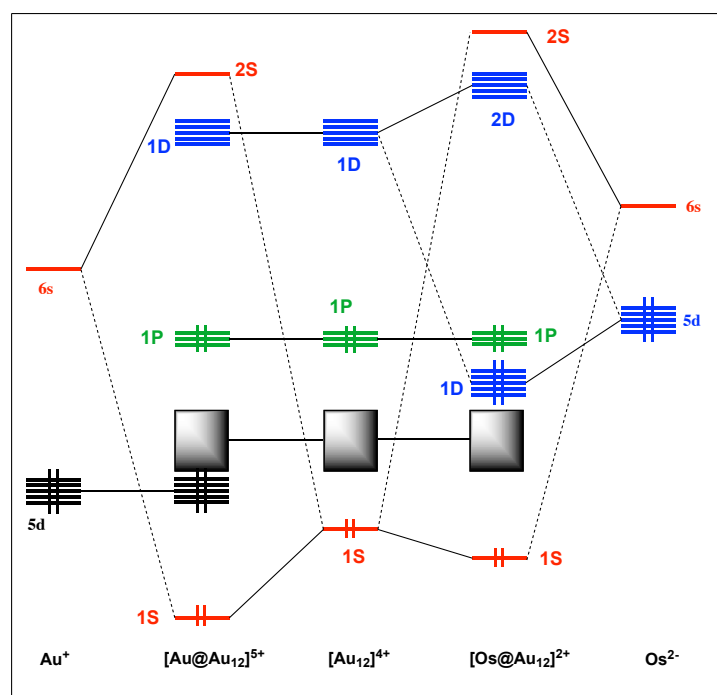 2S
2S
1D
1D
2D
6s
6s
1P
1P
1P
5d
1D
5d
1S
1S
1S
Au⁺
[Au@Au₁₂]⁵⁺
[Au₁₂]⁴⁺
[Os@Au₁₂]²⁺
Os²⁻